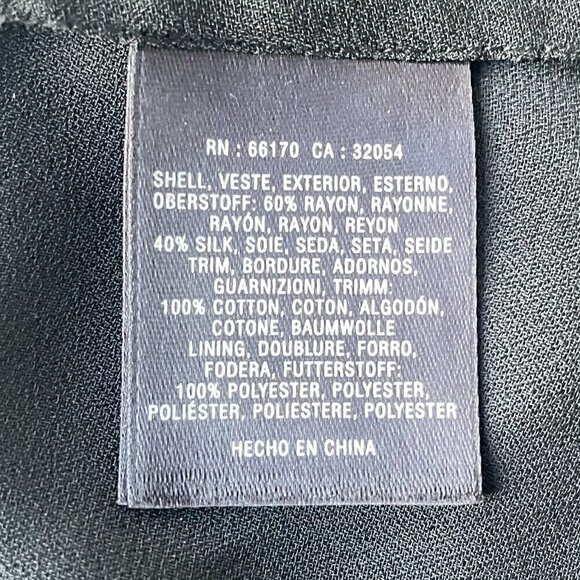 RN : 66170 CA : 32054
SHELL, VESTE, EXTERIOR, ESTERNO,
OBERSTOFF: 60% RAYON, RAYONNE,
RAYÓN, RAYON, REYON
40% SILK, SOIE, SEDA, SETA, SEIDE
TRIM, BORDURE, ADORNOS,
GUARNIZIONI, TRIMM:
100% COTTON, COTON, ALGODÓN,
COTONE, BAUMWOLLE
LINING, DOUBLURE, FORRO,
FODERA, FUTTERSTOFF:
100% POLYESTER, POLYESTER,
POLIÉSTER, POLIESTERE, POLYESTER
HECHO EN CHINA